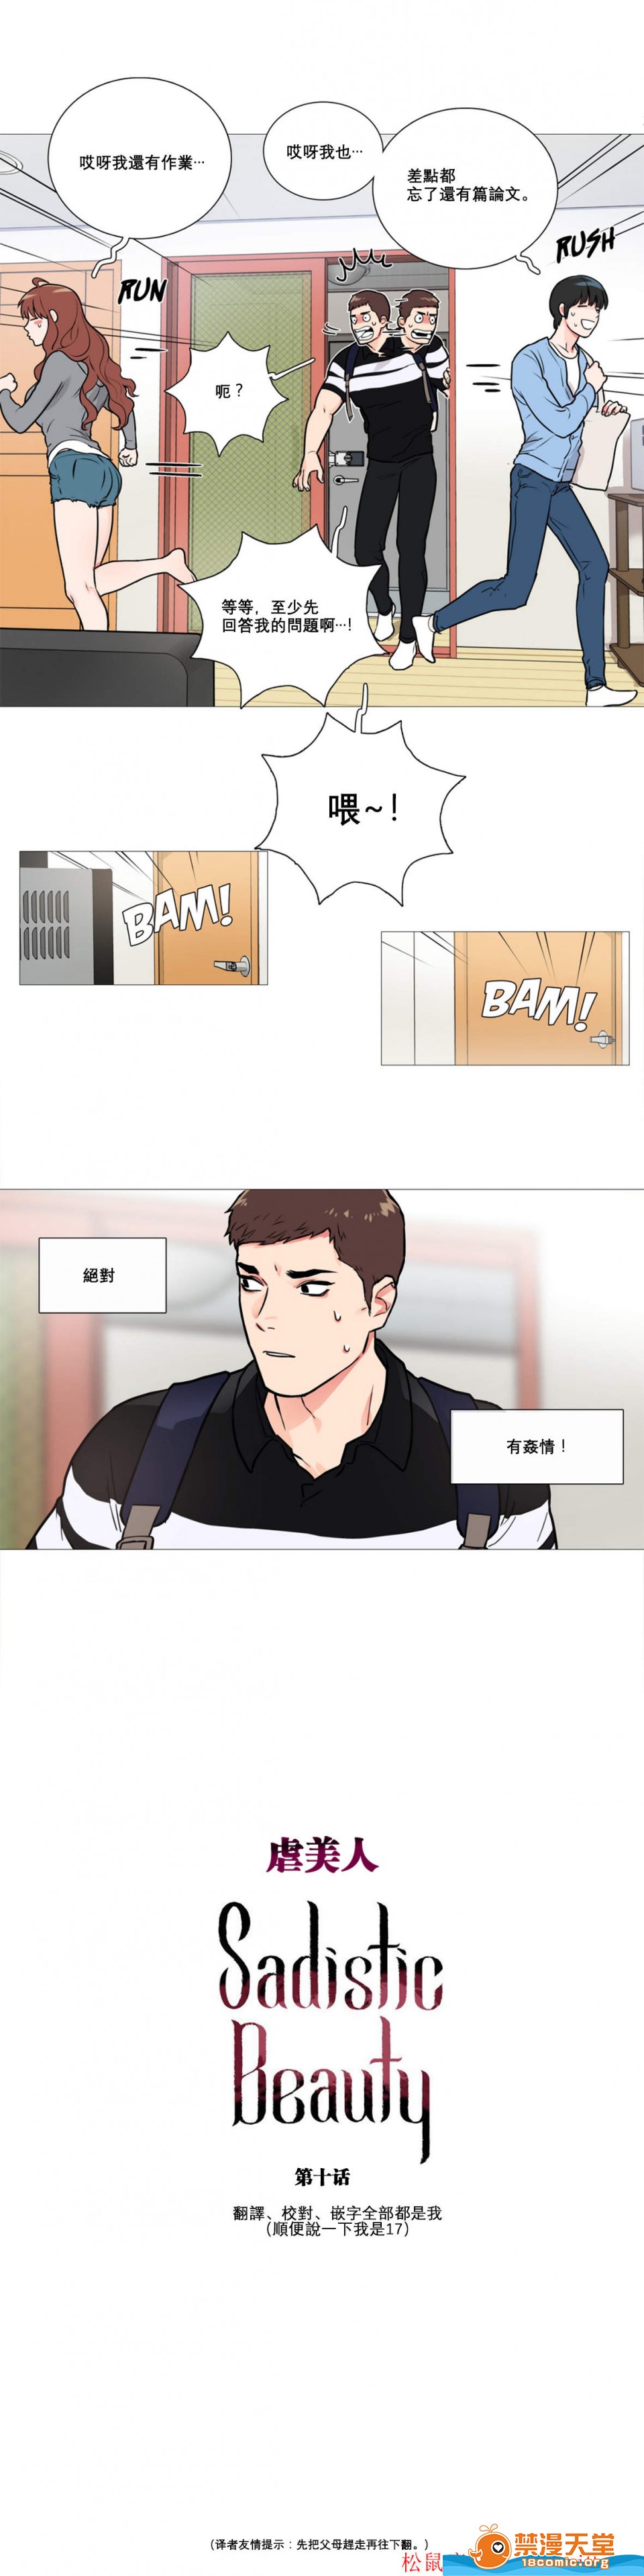 哎呀我還有作業…
哎呀我也…
差點都
忘了還有篇論文。
RUSH
RUN
呃？
等等，至少先
回答我的問題啊…!
喂~!
BAM!
BAM!
絕對
有姦情！
虐美人
Sadistic
Beauty
第十话
翻譯、校對、嵌字全部都是我
(順便說一下我是17)
(译者友情提示：先把父母趕走再往下翻。)
松鼠
禁漫天堂
18comic.org